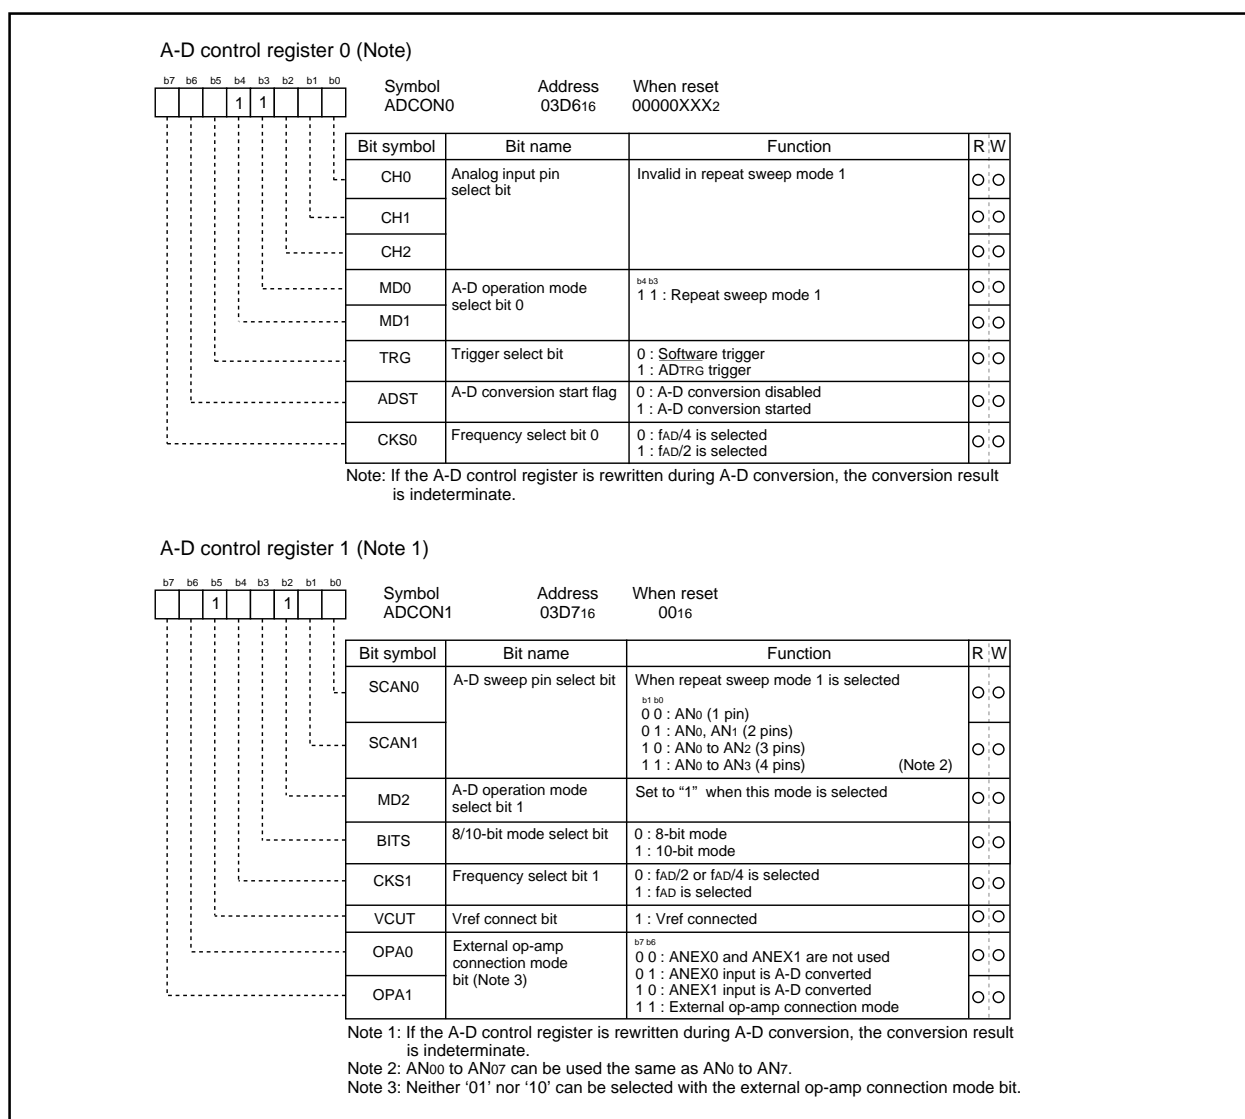 A-D control register 0 (Note)
b7 b6 b5 b4 b3 b2 b1 b0
1 1
Symbol Address When reset
ADCON0 03D616 00000XXX2
Bit symbol Bit name Function R W
CH0 Analog input pin select bit Invalid in repeat sweep mode 1
CH1
CH2
MD0 A-D operation mode select bit 0 b4 b3
1 1 : Repeat sweep mode 1
MD1
TRG Trigger select bit 0 : Software trigger
1 : ADTRG trigger
ADST A-D conversion start flag 0 : A-D conversion disabled
1 : A-D conversion started
CKS0 Frequency select bit 0 0 : fAD/4 is selected
1 : fAD/2 is selected
Note: If the A-D control register is rewritten during A-D conversion, the conversion result
is indeterminate.
A-D control register 1 (Note 1)
b7 b6 b5 b4 b3 b2 b1 b0
1 1
Symbol Address When reset
ADCON1 03D716 0016
Bit symbol Bit name Function R W
SCAN0 A-D sweep pin select bit When repeat sweep mode 1 is selected
b1 b0
0 0 : AN0 (1 pin)
0 1 : AN0, AN1 (2 pins)
SCAN1 1 0 : AN0 to AN2 (3 pins)
1 1 : AN0 to AN3 (4 pins) (Note 2)
MD2 A-D operation mode select bit 1 Set to “1” when this mode is selected
BITS 8/10-bit mode select bit 0 : 8-bit mode
1 : 10-bit mode
CKS1 Frequency select bit 1 0 : fAD/2 or fAD/4 is selected
1 : fAD is selected
VCUT Vref connect bit 1 : Vref connected
OPA0 External op-amp connection mode bit (Note 3) b7 b6
0 0 : ANEX0 and ANEX1 are not used
0 1 : ANEX0 input is A-D converted
OPA1 1 0 : ANEX1 input is A-D converted
1 1 : External op-amp connection mode
Note 1: If the A-D control register is rewritten during A-D conversion, the conversion result
is indeterminate.
Note 2: AN00 to AN07 can be used the same as AN0 to AN7.
Note 3: Neither ‘01’ nor ‘10’ can be selected with the external op-amp connection mode bit.